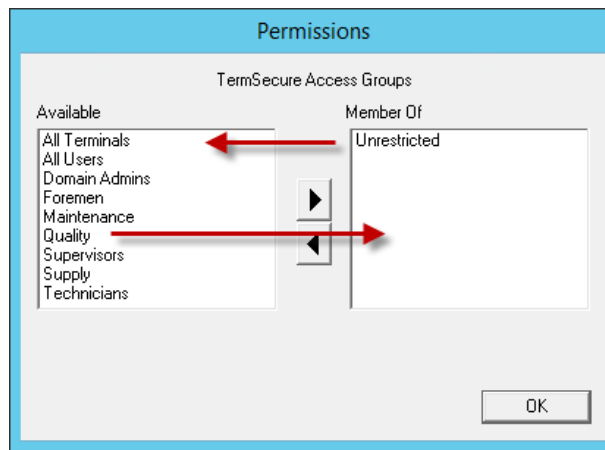 Permissions
TermSecure Access Groups
Available
Member Of
All Terminals
All Users
Domain Admins
Foremen
Maintenance
Quality
Supervisors
Supply
Technicians
Unrestricted
OK